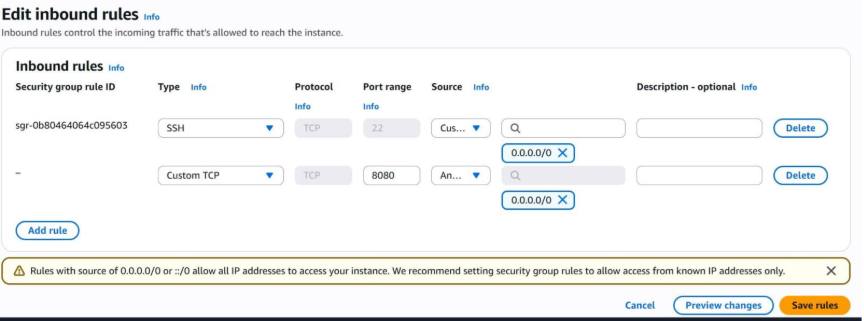 Edit inbound rules Info
Inbound rules control the incoming traffic that's allowed to reach the instance.
Inbound rules Info
Security group rule ID Type Info Protocol Info Port range Info Source Info Description - optional Info
sgr-0b80464064c095603 SSH TCP 22 Cus... Delete
0.0.0.0/0
– Custom TCP TCP 8080 An... Delete
0.0.0.0/0
Add rule
Rules with source of 0.0.0.0/0 or ::/0 allow all IP addresses to access your instance. We recommend setting security group rules to allow access from known IP addresses only.
Cancel Preview changes Save rules